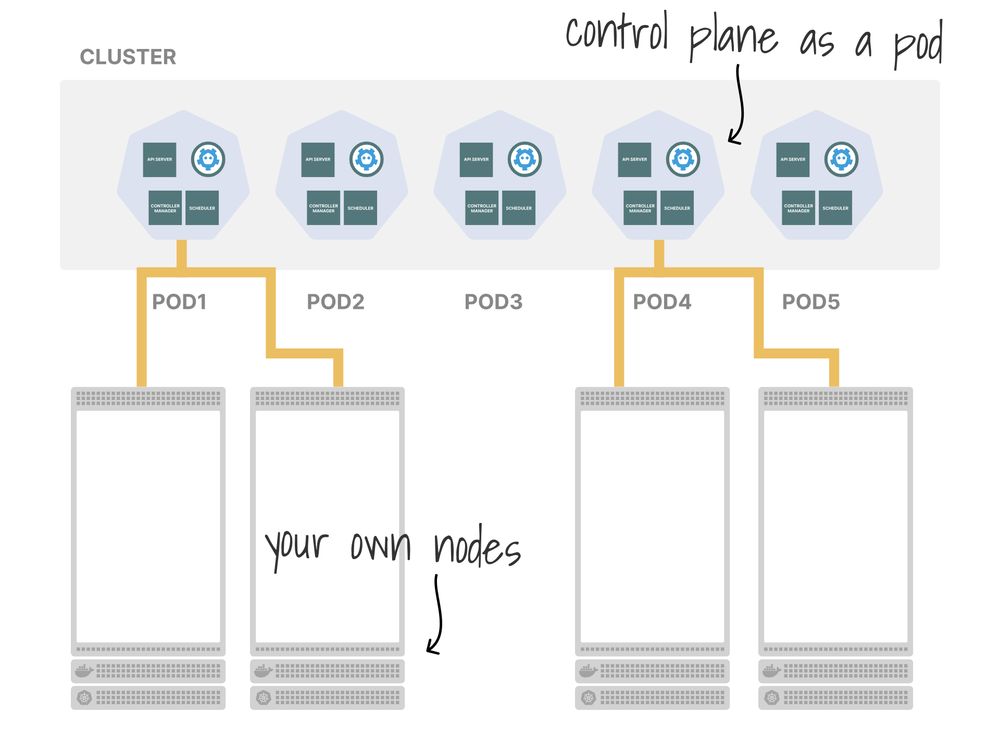 control plane as a pod
CLUSTER
API SERVER
CONTROLLER
MANAGER
SCHEDULER
API SERVER
CONTROLLER
MANAGER
SCHEDULER
API SERVER
CONTROLLER
MANAGER
SCHEDULER
API SERVER
CONTROLLER
MANAGER
SCHEDULER
API SERVER
CONTROLLER
MANAGER
SCHEDULER
POD1
POD2
POD3
POD4
POD5
your own nodes